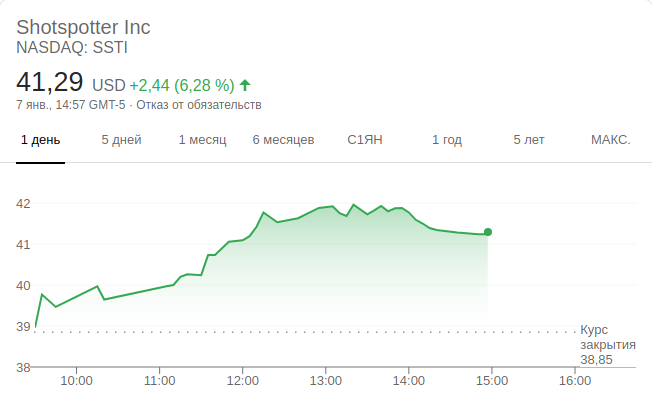 Shotspotter Inc
NASDAQ: SSTI
41,29 USD +2,44 (6,28 %)
7 янв., 14:57 GMT-5 · Отказ от обязательств
1 день 5 дней 1 месяц 6 месяцев С1ЯН 1 год 5 лет МАКС.
42
41
40
39
38
Курс
закрытия
38,85
10:00 11:00 12:00 13:00 14:00 15:00 16:00